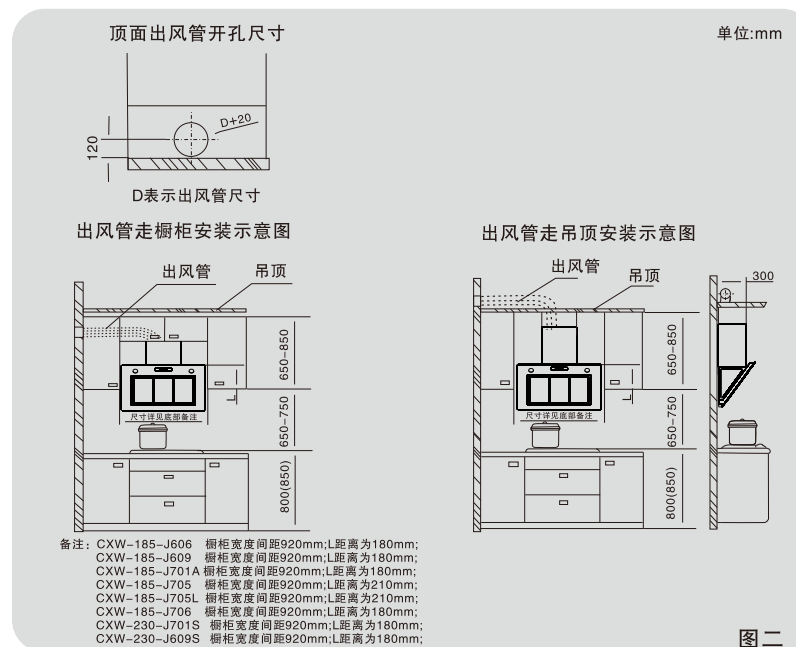 顶面出风管开孔尺寸
单位:mm
D+20
120
D表示出风管尺寸
出风管走橱柜安装示意图
出风管
吊顶
650-850
L
尺寸详见底部备注
650-750
800(850)
出风管走吊顶安装示意图
出风管
吊顶
300
650-850
L
尺寸详见底部备注
650-750
800(850)
备注：CXW-185-J606 橱柜宽度间距920mm;L距离为180mm;
CXW-185-J609 橱柜宽度间距920mm;L距离为180mm;
CXW-185-J701A 橱柜宽度间距920mm;L距离为180mm;
CXW-185-J705 橱柜宽度间距920mm;L距离为210mm;
CXW-185-J705L 橱柜宽度间距920mm;L距离为210mm;
CXW-185-J706 橱柜宽度间距920mm;L距离为180mm;
CXW-230-J701S 橱柜宽度间距920mm;L距离为180mm;
CXW-230-J609S 橱柜宽度间距920mm;L距离为180mm;
图二